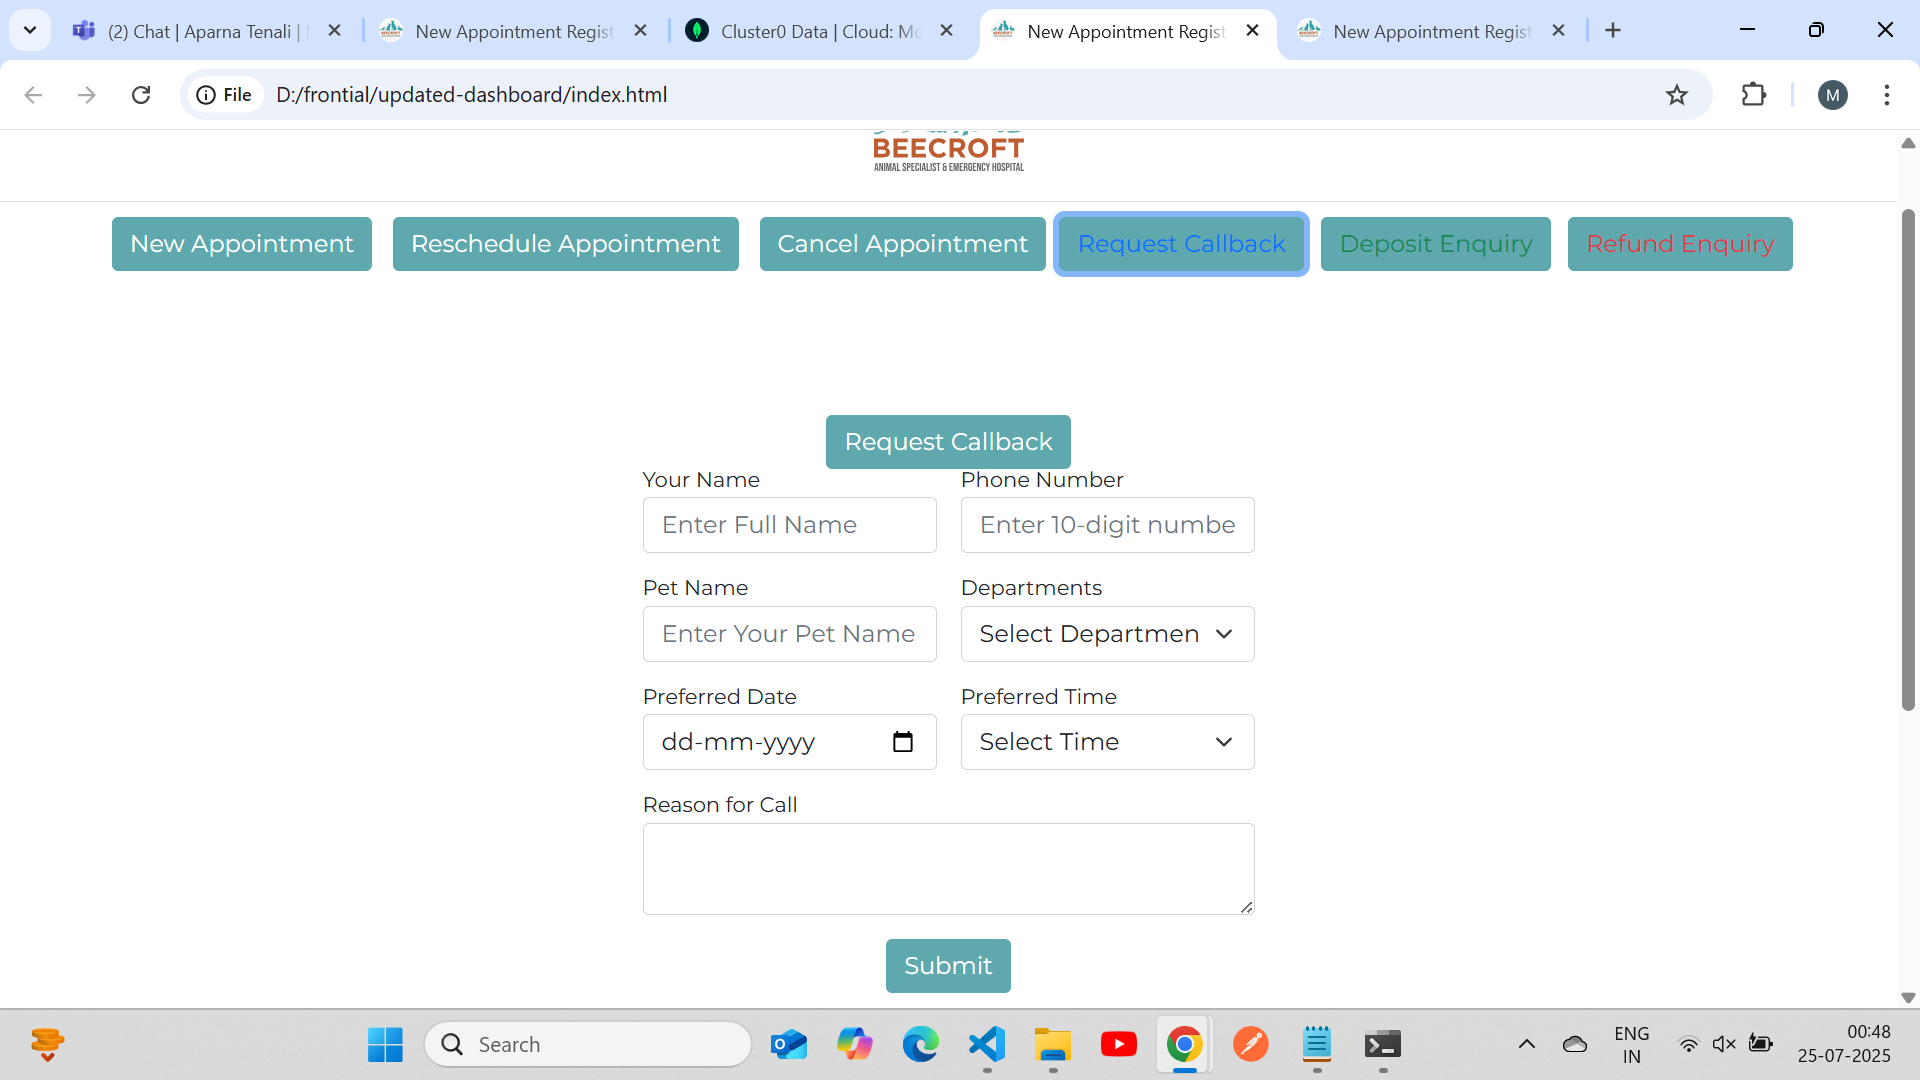 (2) Chat | Aparna Tenali |
New Appointment Regist
Cluster0 Data | Cloud: Mo
New Appointment Regist
New Appointment Regist
File
D:/frontial/updated-dashboard/index.html
M
BEECROFT
ANIMAL SPECIALIST & EMERGENCY HOSPITAL
New Appointment
Reschedule Appointment
Cancel Appointment
Request Callback
Deposit Enquiry
Refund Enquiry
Request Callback
Your Name
Phone Number
Enter Full Name
Enter 10-digit numbe
Pet Name
Departments
Enter Your Pet Name
Select Departmen
Preferred Date
Preferred Time
dd-mm-yyyy
Select Time
Reason for Call
Submit
Search
ENG
IN
00:48
25-07-2025